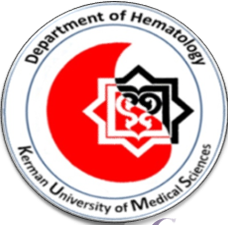 Department of Hematology
Kerman University of Medical Sciences